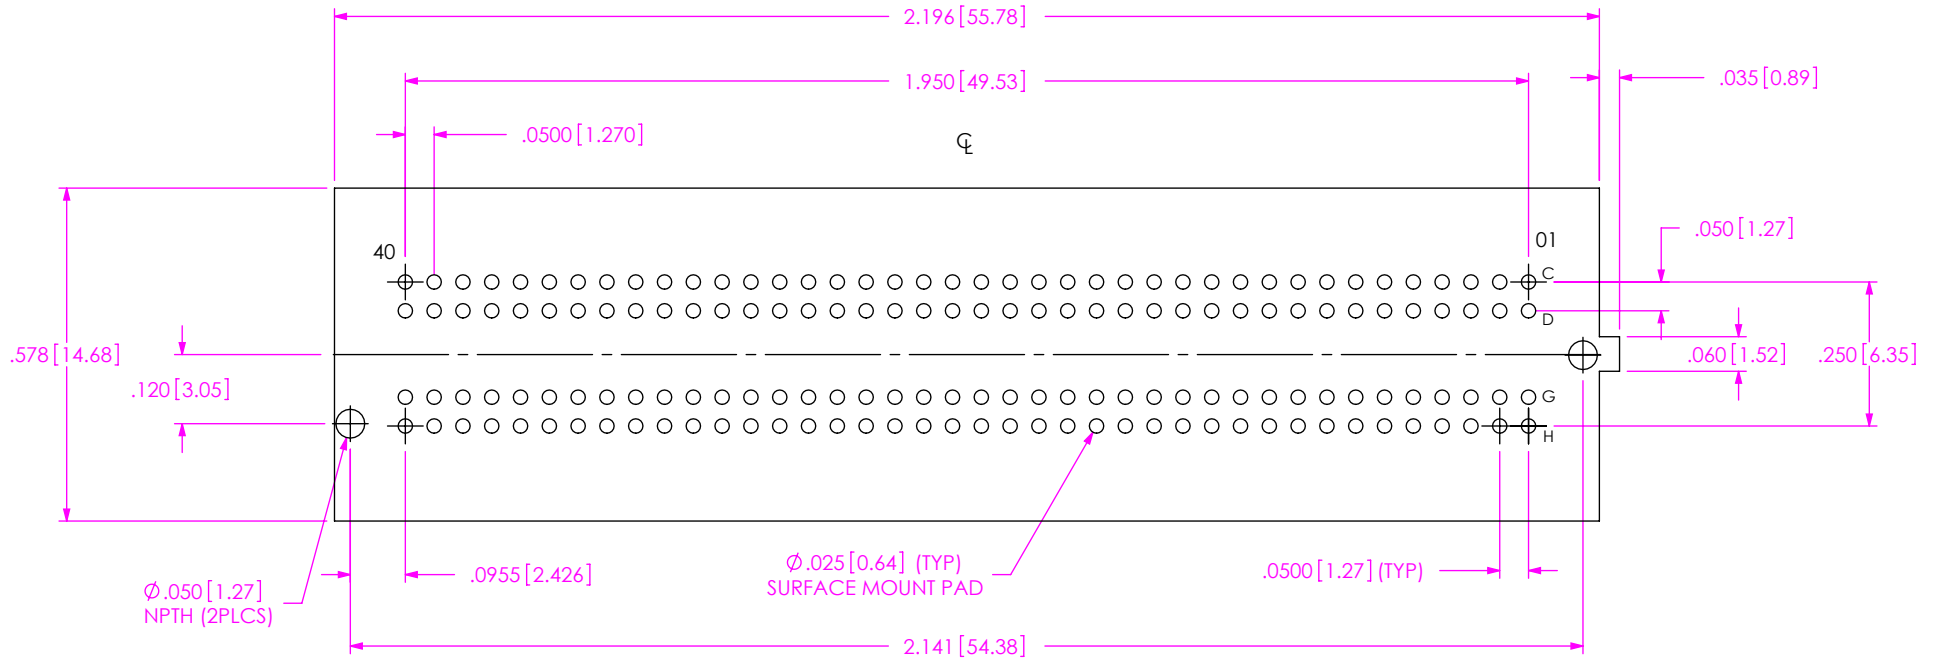 2.196[55.78]
1.950[49.53]
.035[0.89]
.0500[1.270]
℄
.050[1.27]
40
01
C
D
.578[14.68]
.120[3.05]
.060[1.52]
.250[6.35]
G
H
Ø.025[0.64] (TYP)
SURFACE MOUNT PAD
.0955[2.426]
.0500[1.27](TYP)
Ø.050[1.27]
NPTH (2PLCS)
2.141[54.38]